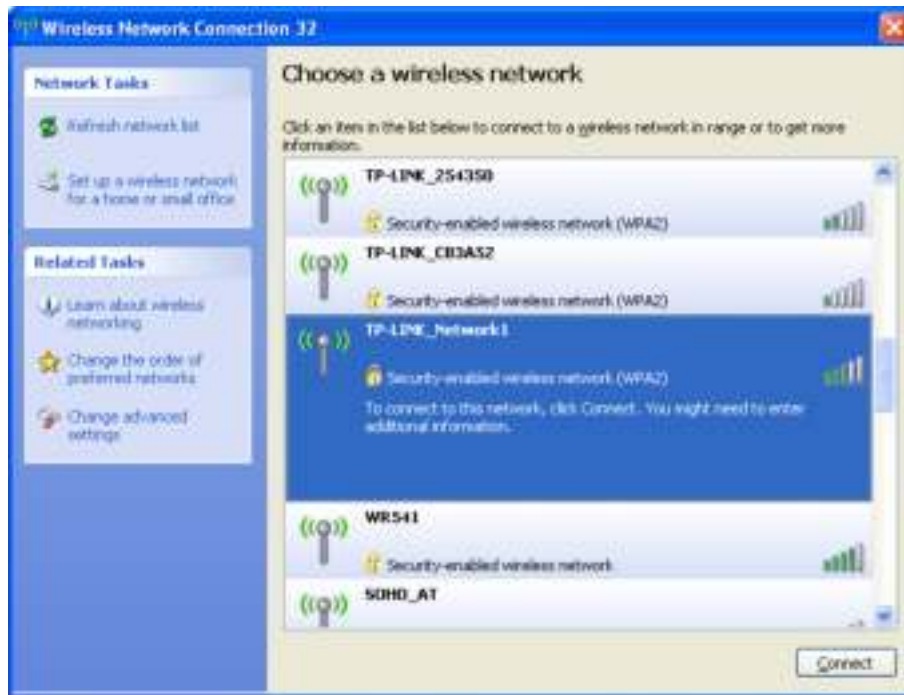 Wireless Network Connection 32
Network Tasks
Refresh network list
Set up a wireless network
for a home or small office
Related Tasks
Learn about wireless
networking
Change the order of
preferred networks
Change advanced
settings
Choose a wireless network
Click an item in the list below to connect to a wireless network in range or to get more
information.
TP-LINK_254350
Security-enabled wireless network (WPA2)
TP-LINK_CB3A52
Security-enabled wireless network (WPA2)
TP-LINK_Network1
Security-enabled wireless network (WPA2)
To connect to this network, click Connect. You might need to enter
additional information.
WR541
Security-enabled wireless network
SOHO_AT
Connect